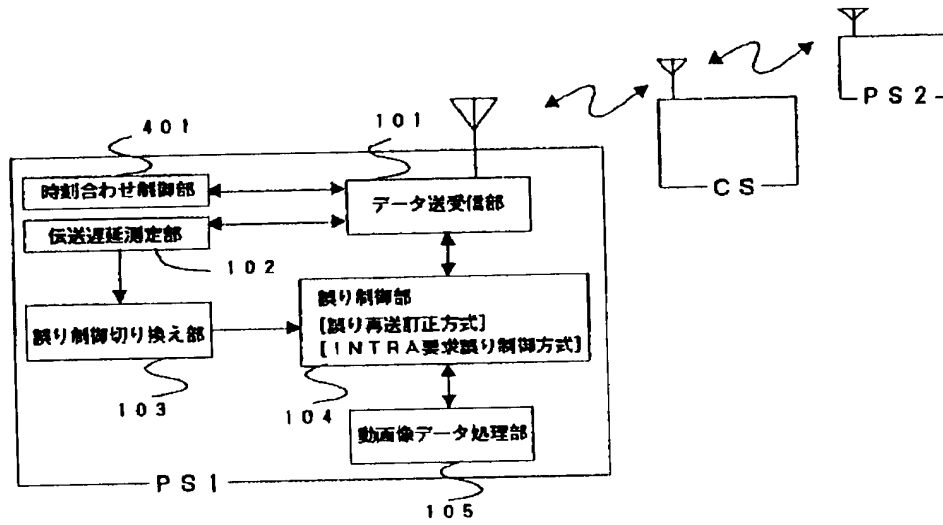 PS2
CS
401
101
時刻合わせ制御部
データ送受信部
伝送遅延測定部
102
誤り制御部
[誤り再送訂正方式]
[INTRA要求誤り制御方式]
誤り制御切り換え部
103
104
動画像データ処理部
PS1
105